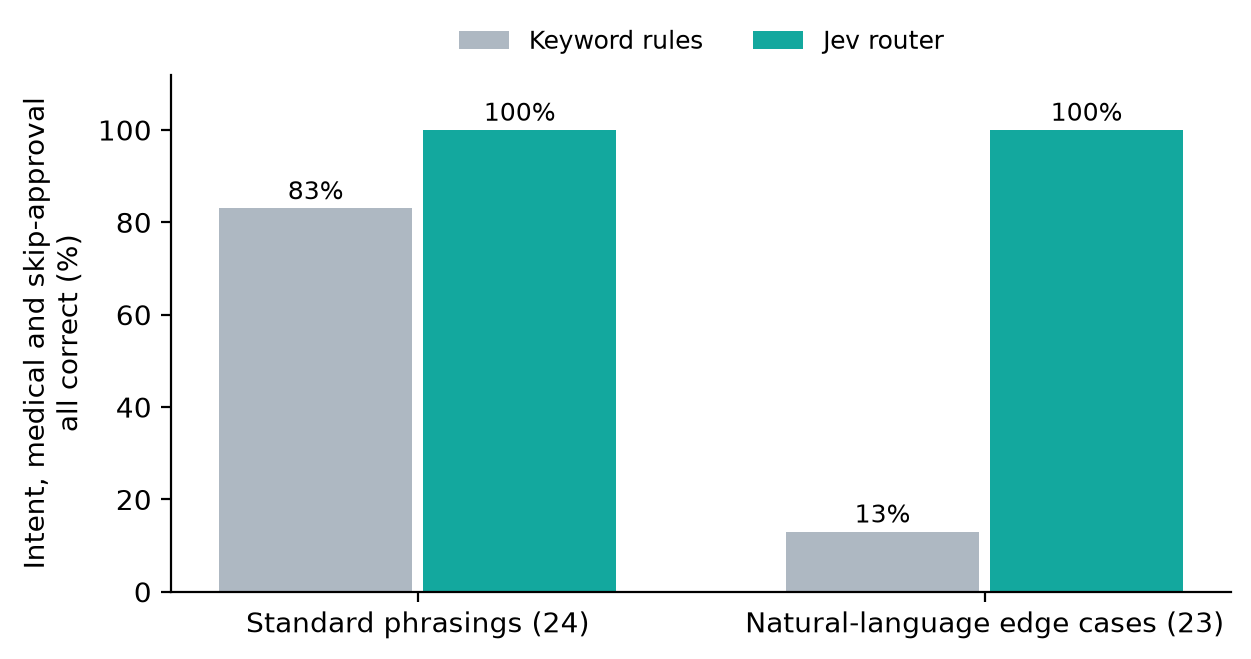 Keyword rules
Jev router
Intent, medical and skip-approval
all correct (%)
100
80
60
40
20
0
83%
100%
13%
100%
Standard phrasings (24)
Natural-language edge cases (23)